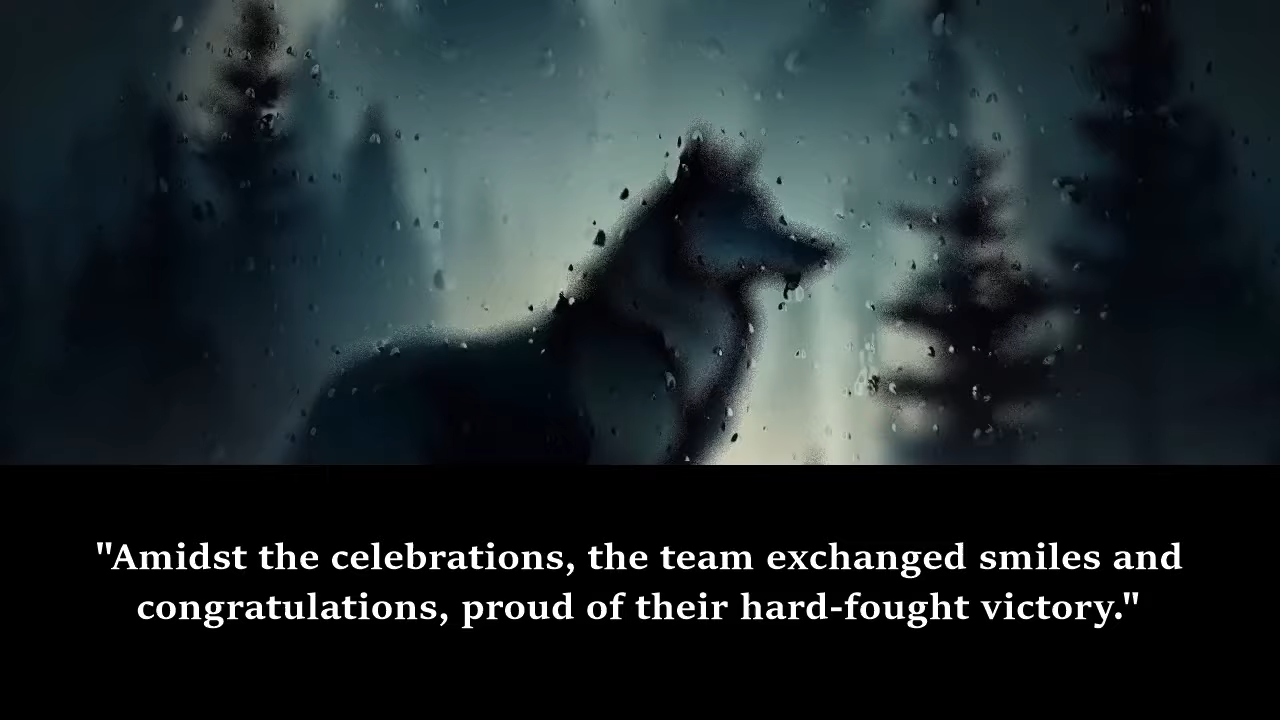 "Amidst the celebrations, the team exchanged smiles and
congratulations, proud of their hard-fought victory."